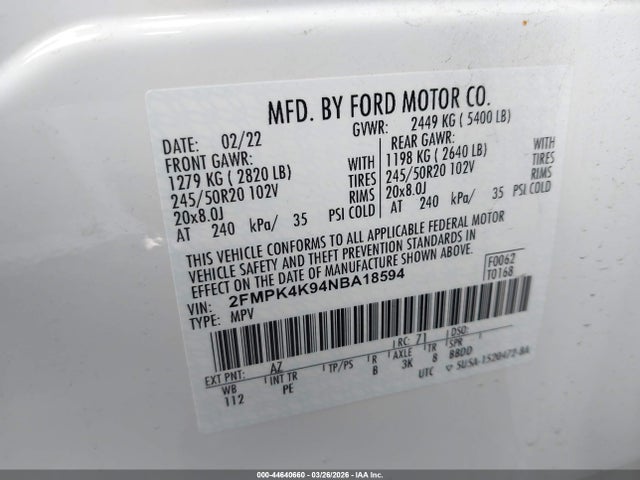 MFD. BY FORD MOTOR CO.
DATE: 02/22 GVWR: 2449 KG ( 5400 LB)
FRONT GAWR: WITH REAR GAWR: WITH
1279 KG ( 2820 LB) TIRES 1198 KG ( 2640 LB) TIRES
245/50R20 102V RIMS 245/50R20 102V RIMS
20x8.0J 20x8.0J
AT 240 kPa/ 35 PSI COLD AT 240 kPa/ 35 PSI COLD
THIS VEHICLE CONFORMS TO ALL APPLICABLE FEDERAL MOTOR
VEHICLE SAFETY AND THEFT PREVENTION STANDARDS IN
EFFECT ON THE DATE OF MANUFACTURE SHOWN ABOVE.
VIN: 2FMPK4K94NBA18594 F0062
TYPE: MPV T0168
RC: 71 DSO:
EXT PNT: AZ
WB INT TR TP/PS R AXLE TR SPR
112 PE B 3K 8 BBDD
UTC 5U5A-1520472-BA
000-44640660 | 03/26/2026 | IAA Inc.